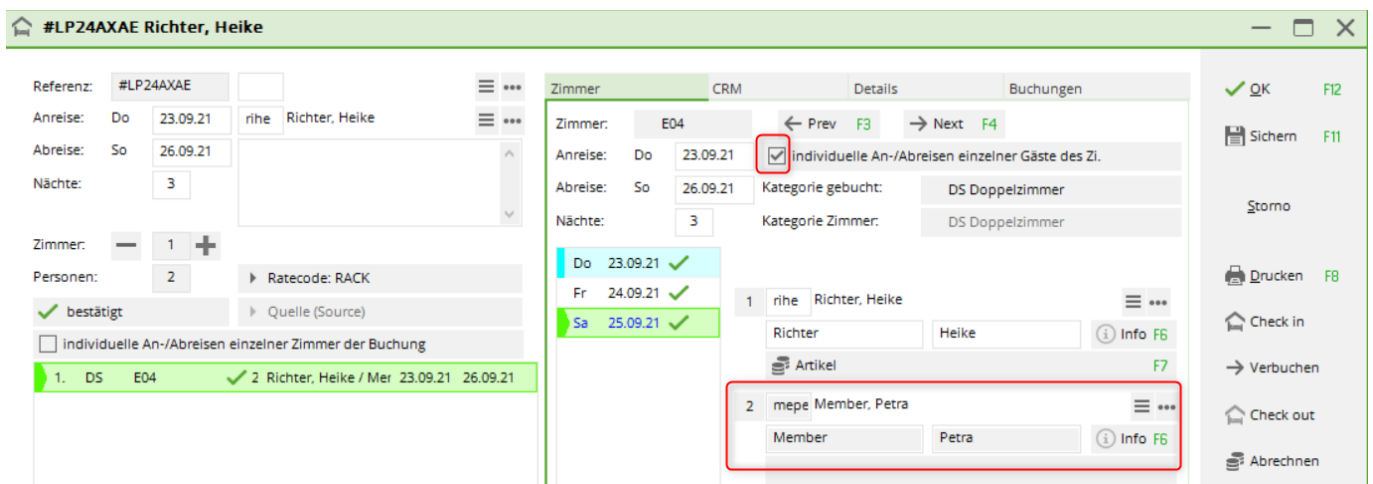 #LP24AXAE Richter, Heike
Referenz: #LP24AXAE
Anreise: Do 23.09.21 rihe Richter, Heike
Abreise: So 26.09.21
Nächte: 3
Zimmer: 1
Personen: 2 Ratecode: RACK
bestätigt Quelle (Source)
individuelle An-/Abreisen einzelner Zimmer der Buchung
1. DS E04 2 Richter, Heike / Mer 23.09.21 26.09.21
Zimmer CRM Details Buchungen
Zimmer: E04 Prev F3 Next F4
Anreise: Do 23.09.21 individuelle An-/Abreisen einzelner Gäste des Zi.
Abreise: So 26.09.21 Kategorie gebucht: DS Doppelzimmer
Nächte: 3 Kategorie Zimmer: DS Doppelzimmer
Do 23.09.21
Fr 24.09.21
Sa 25.09.21
1 rihe Richter, Heike
Richter Heike Info F6
Artikel F7
2 mepe Member, Petra
Member Petra Info F6
OK F12
Sichern F11
Storno
Drucken F8
Check in
Verbuchen
Check out
Abrechnen